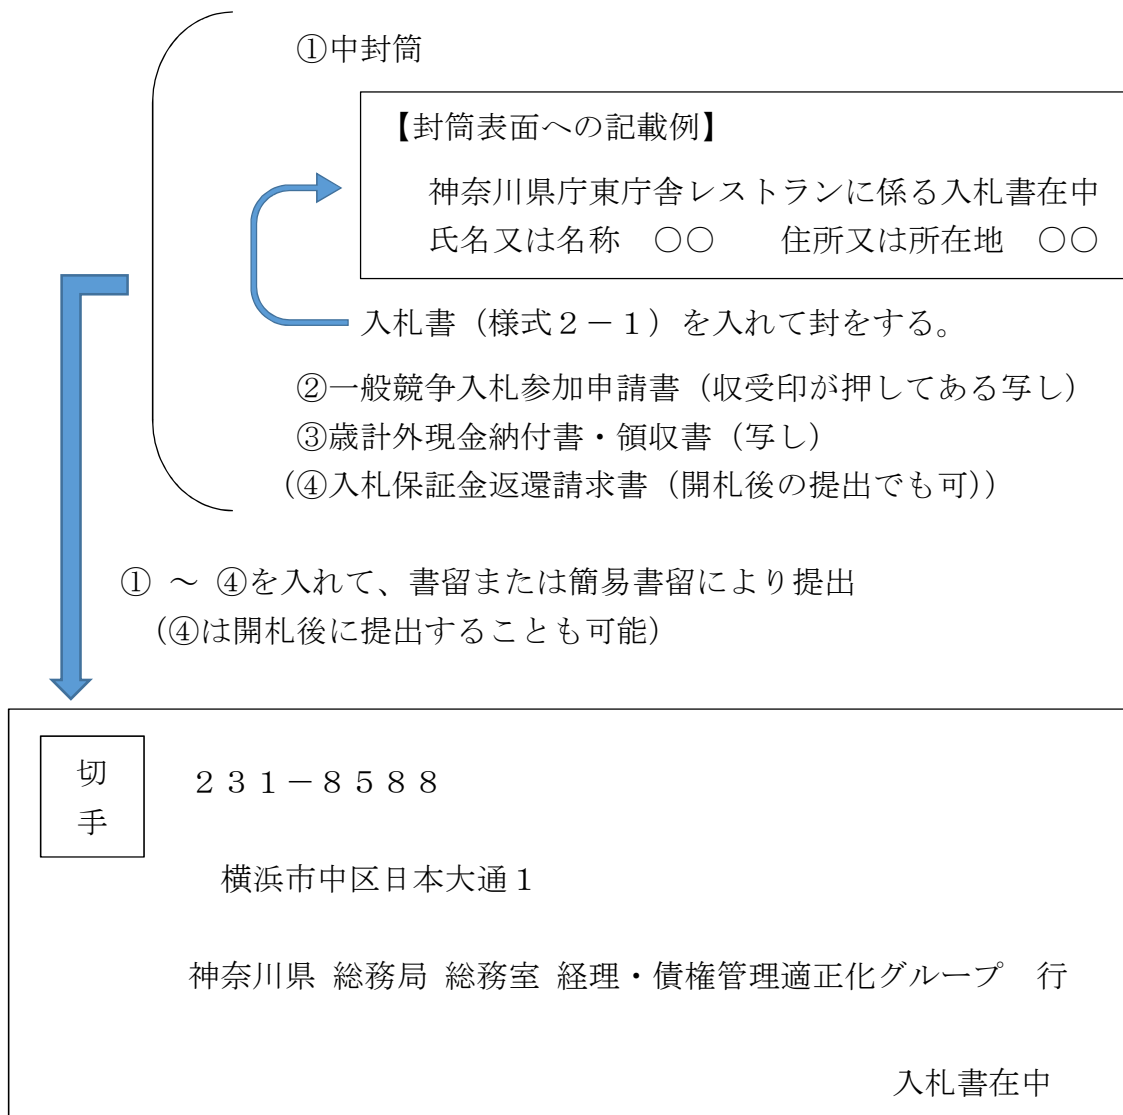 ①中封筒
【封筒表面への記載例】
神奈川県庁東庁舎レストランに係る入札書在中
氏名又は名称　○○　　住所又は所在地　○○
入札書（様式２－１）を入れて封をする。
②一般競争入札参加申請書（収受印が押してある写し）
③歳計外現金納付書・領収書（写し）
（④入札保証金返還請求書（開札後の提出でも可））
① ～ ④を入れて、書留または簡易書留により提出
（④は開札後に提出することも可能）
切
手
２３１－８５８８
横浜市中区日本大通１
神奈川県 総務局 総務室 経理・債権管理適正化グループ　行
入札書在中